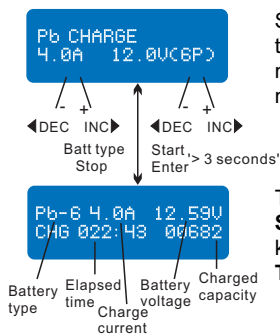 Pb CHARGE
4.0A 12.0V(6P)
- + - +
◀DEC INC▶ ◀DEC INC▶
Batt type Start
Stop Enter '> 3 seconds'
Pb-6 4.0A 12.59V
CHG 022:43 00682
Battery Elapsed Battery Charged
type time voltage capacity
Charge
current
S
t
r
r
T
S
k
T